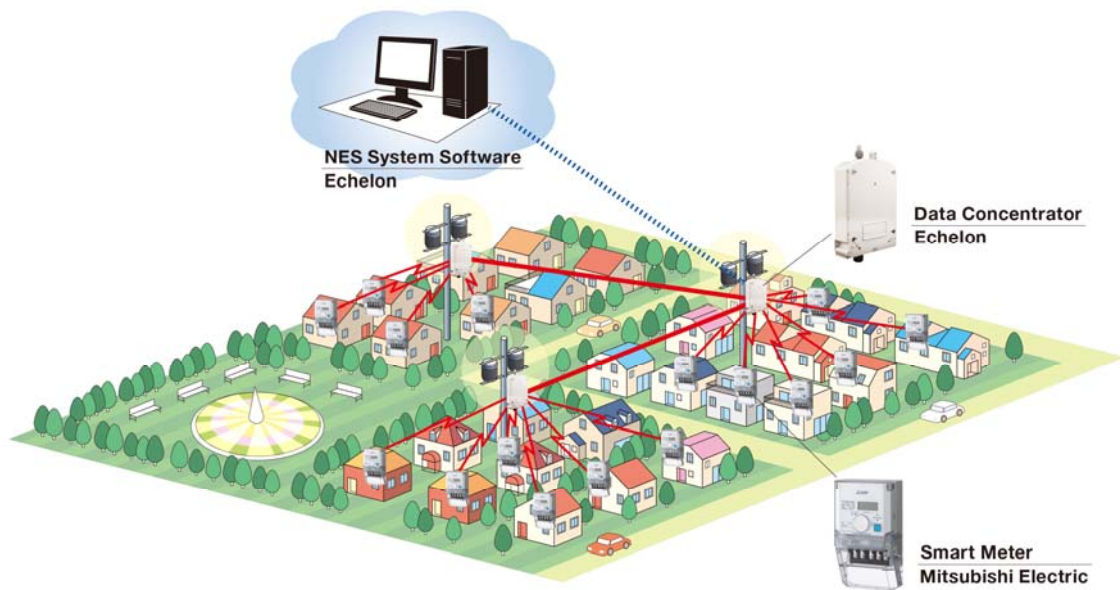 NES System Software
Echelon
Data Concentrator
Echelon
Smart Meter
Mitsubishi Electric